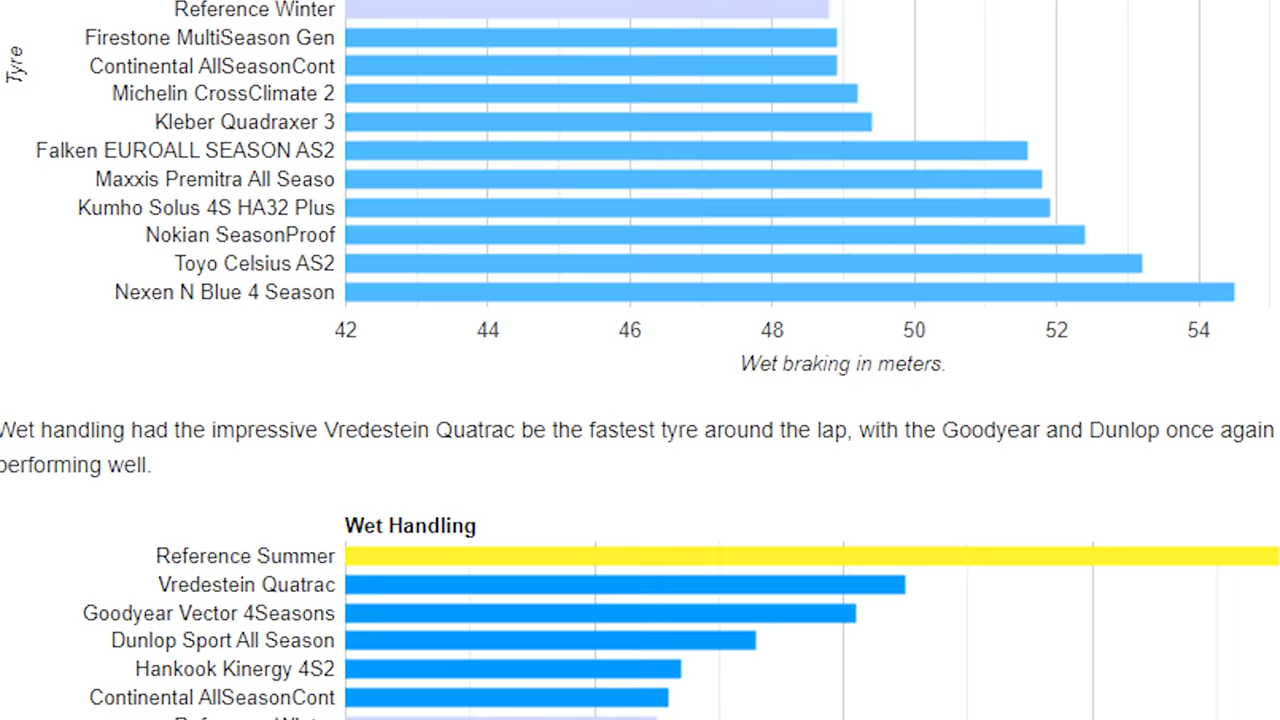 Reference Winter
Firestone MultiSeason Gen
Continental AllSeasonCont
Michelin CrossClimate 2
Kleber Quadraxer 3
Falken EUROALL SEASON AS2
Maxxis Premitra All Seaso
Kumho Solus 4S HA32 Plus
Nokian SeasonProof
Toyo Celsius AS2
Nexen N Blue 4 Season
Tyre
42 44 46 48 50 52 54
Wet braking in meters.
Wet handling had the impressive Vredestein Quatrac be the fastest tyre around the lap, with the Goodyear and Dunlop once again
performing well.
Wet Handling
Reference Summer
Vredestein Quatrac
Goodyear Vector 4Seasons
Dunlop Sport All Season
Hankook Kinergy 4S2
Continental AllSeasonCont